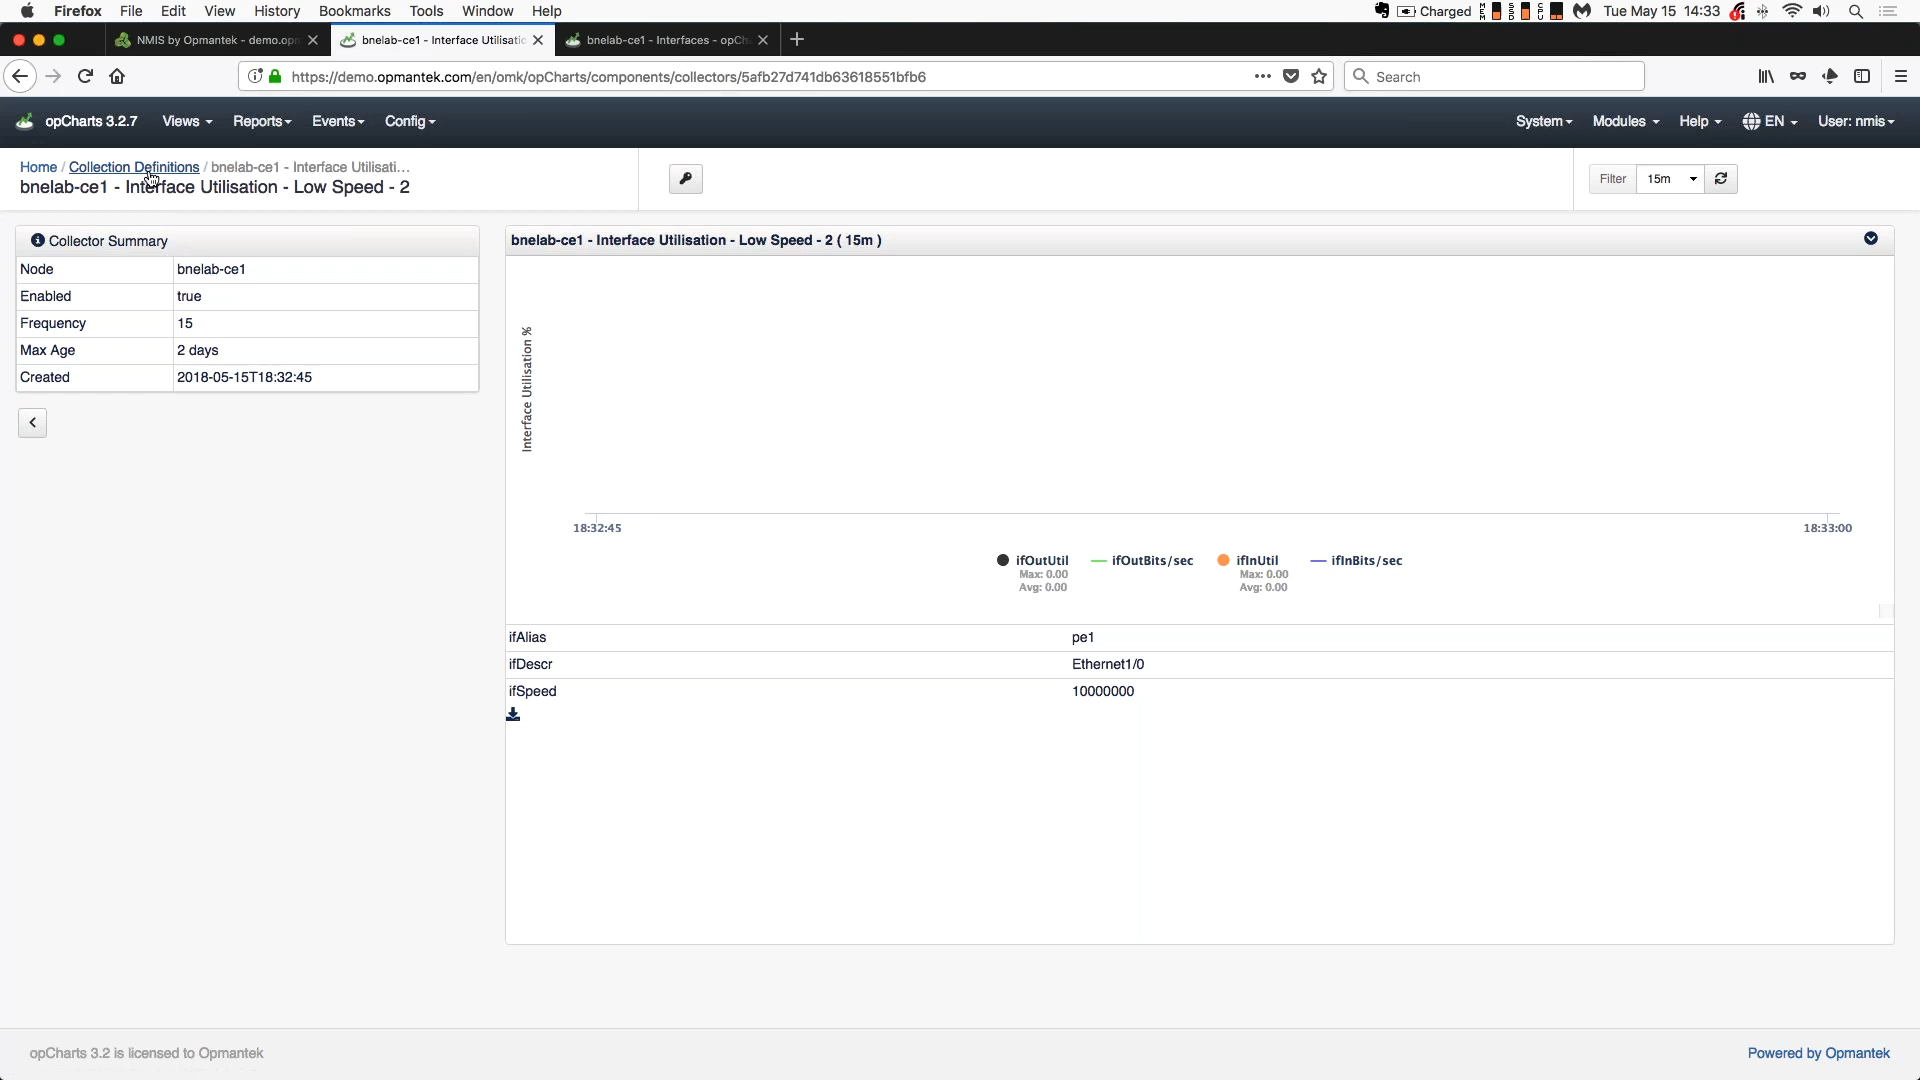 Firefox File Edit View History Bookmarks Tools Window Help
Charged Tue May 15 14:33
NMIS by Opmantek - demo.opn
bnelab-ce1 - Interface Utilisatic
bnelab-ce1 - Interfaces - opCh
https://demo.opmantek.com/en/omk/opCharts/components/collectors/5afb27d741db63618551bfb6
Search
opCharts 3.2.7 Views Reports Events Config
System Modules Help EN User: nmis
Home / Collection Definitions / bnelab-ce1 - Interface Utilisati...
bnelab-ce1 - Interface Utilisation - Low Speed - 2
Filter 15m
Collector Summary
Node bnelab-ce1
Enabled true
Frequency 15
Max Age 2 days
Created 2018-05-15T18:32:45
bnelab-ce1 - Interface Utilisation - Low Speed - 2 ( 15m )
Interface Utilisation %
18:32:45 18:33:00
ifOutUtil ifOutBits/sec ifInUtil ifInBits/sec
Max: 0.00 Max: 0.00
Avg: 0.00 Avg: 0.00
ifAlias pe1
ifDescr Ethernet1/0
ifSpeed 10000000
opCharts 3.2 is licensed to Opmantek
Powered by Opmantek